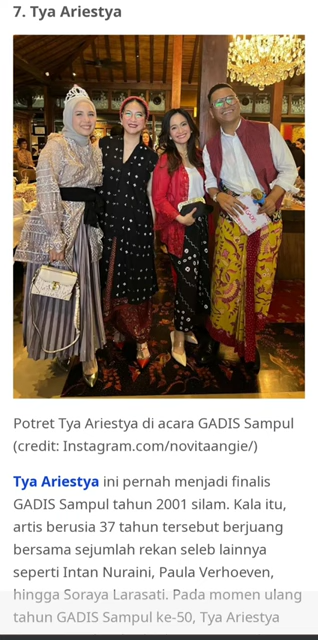 7. Tya Ariestya
Potret Tya Ariestya di acara GADIS Sampul
(credit: Instagram.com/novitaangie/)
Tya Ariestya ini pernah menjadi finalis
GADIS Sampul tahun 2001 silam. Kala itu,
artis berusia 37 tahun tersebut berjuang
bersama sejumlah rekan seleb lainnya
seperti Intan Nuraini, Paula Verhoeven,
hingga Soraya Larasati. Pada momen ulang
tahun GADIS Sampul ke-50, Tya Ariestya